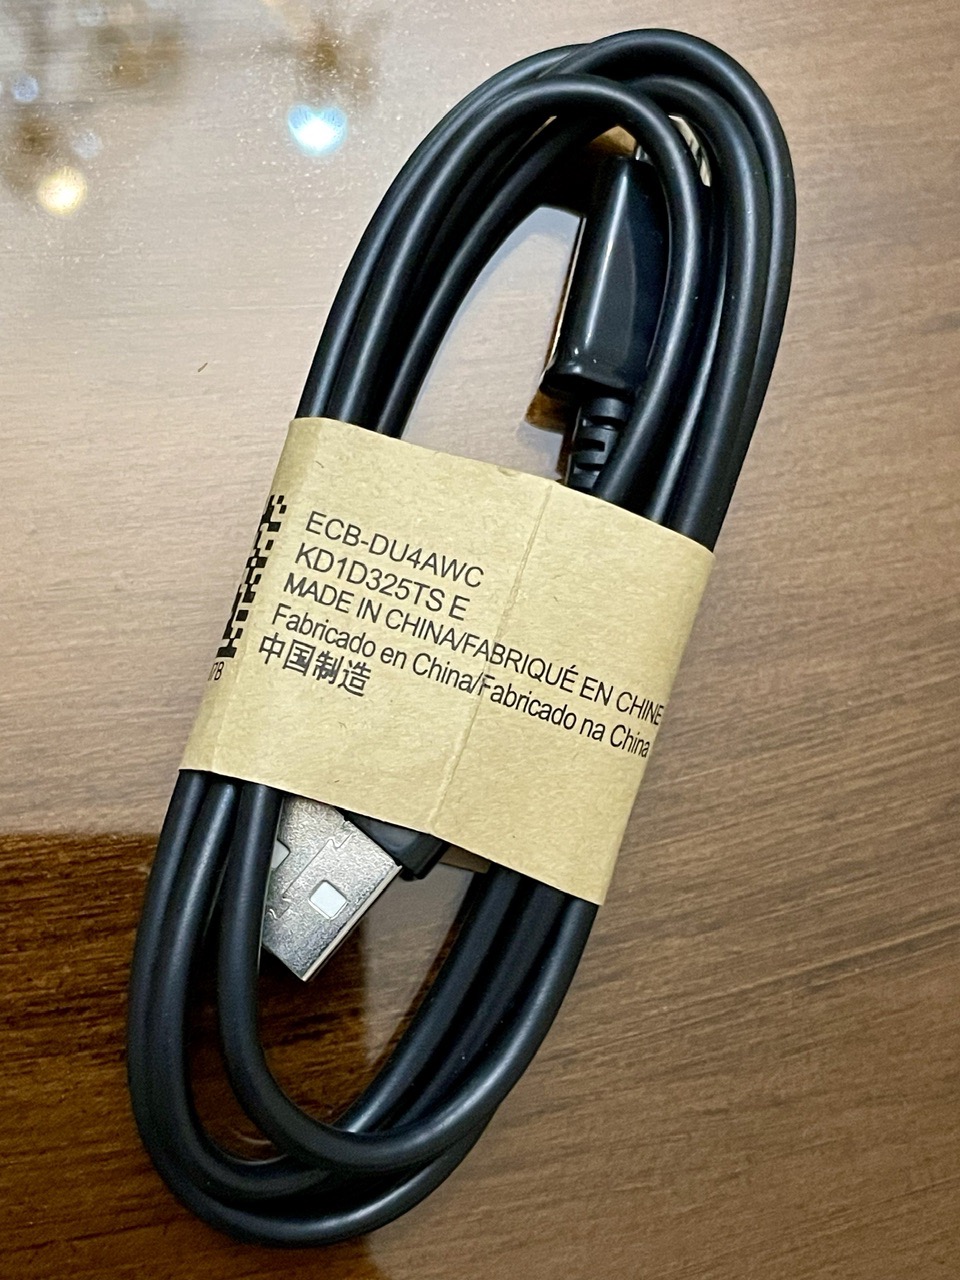 ECB-DU4AWC
KD1D325TS E
MADE IN CHINA/FABRIQUÉ EN CHINE
Fabricado en China/Fabricado na China
中国制造